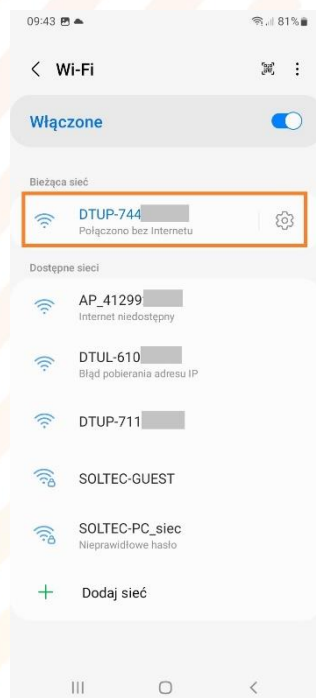 09:43 81%
Wi-Fi
Włączone
Bieżąca sieć
DTUP-744
Połączono bez Internetu
Dostępne sieci
AP_41299
Internet niedostępny
DTUL-610
Błąd pobierania adresu IP
DTUP-711
SOLTEC-GUEST
SOLTEC-PC_siec
Nieprawidłowe hasło
Dodaj sieć